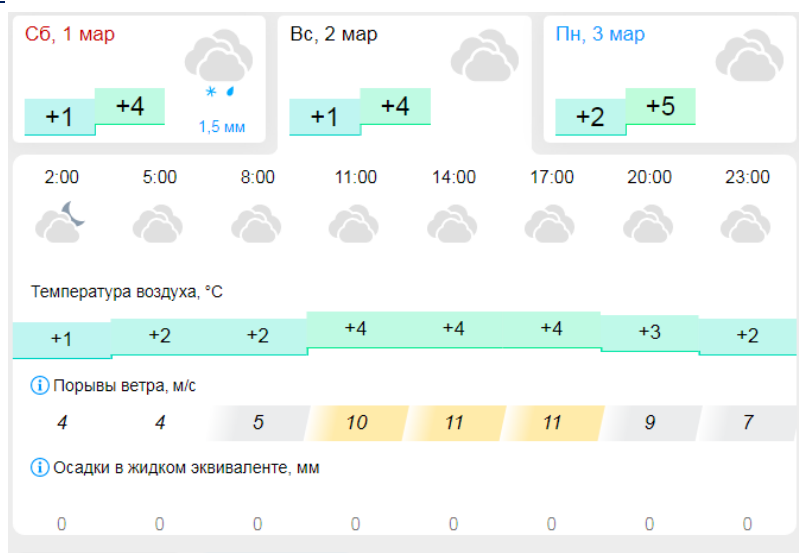 Сб, 1 мар
+1 +4
1,5 мм
Вс, 2 мар
+1 +4
Пн, 3 мар
+2 +5
2:00 5:00 8:00 11:00 14:00 17:00 20:00 23:00
Температура воздуха, °C
+1 +2 +2 +4 +4 +4 +3 +2
Порывы ветра, м/с
4 4 5 10 11 11 9 7
Осадки в жидком эквиваленте, мм
0 0 0 0 0 0 0 0